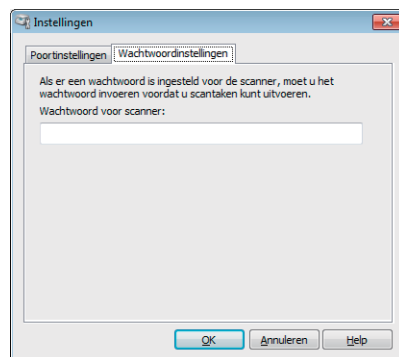 Instellingen
Poortinstellingen Wachtwoordinstellingen
Als er een wachtwoord is ingesteld voor de scanner, moet u het
wachtwoord invoeren voordat u scantaken kunt uitvoeren.
Wachtwoord voor scanner:
OK Annuleren Help